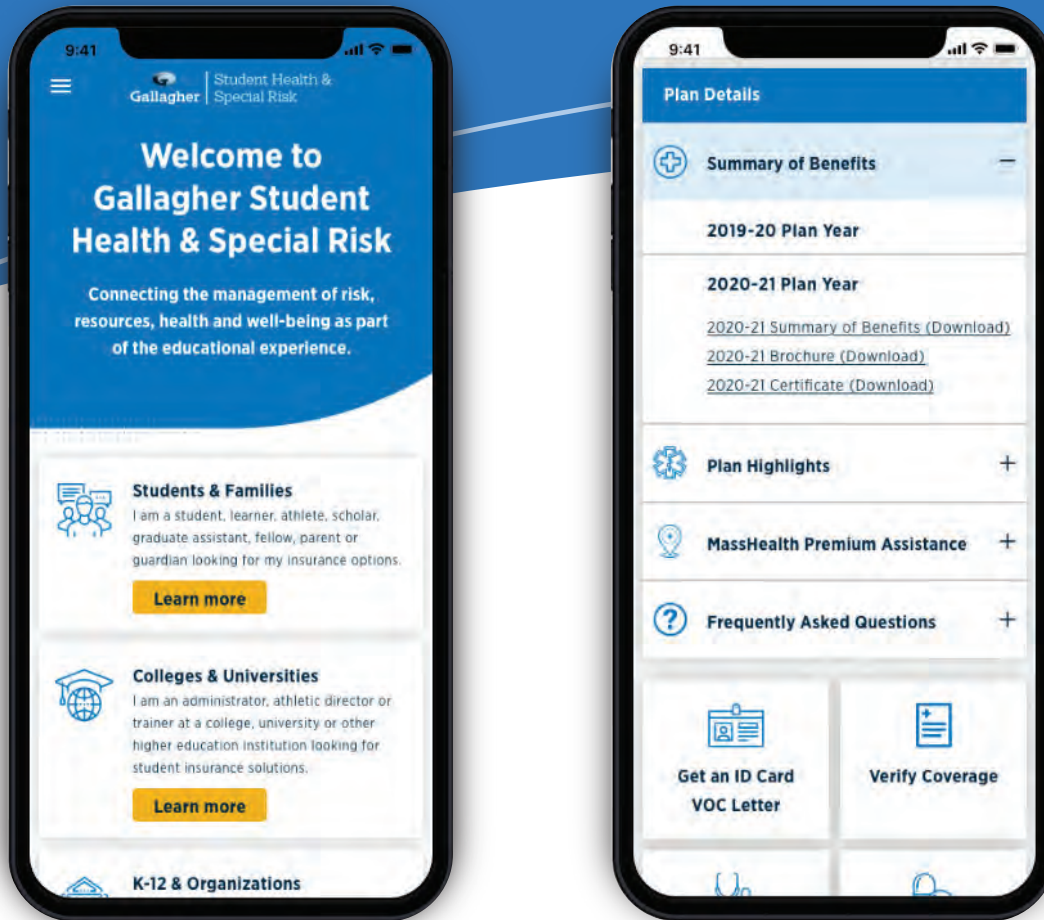 9:41
Gallagher
Student Health &
Special Risk
Welcome to
Gallagher Student
Health & Special Risk
Connecting the management of risk,
resources, health and well-being as part
of the educational experience.
Students & Families
I am a student, learner, athlete, scholar,
graduate assistant, fellow, parent or
guardian looking for my insurance options.
Learn more
Colleges & Universities
I am an administrator, athletic director or
trainer at a college, university or other
higher education institution looking for
student insurance solutions.
Learn more
K-12 & Organizations
9:41
Plan Details
Summary of Benefits
2019-20 Plan Year
2020-21 Plan Year
2020-21 Summary of Benefits (Download)
2020-21 Brochure (Download)
2020-21 Certificate (Download)
Plan Highlights
MassHealth Premium Assistance
Frequently Asked Questions
Get an ID Card
VOC Letter
Verify Coverage